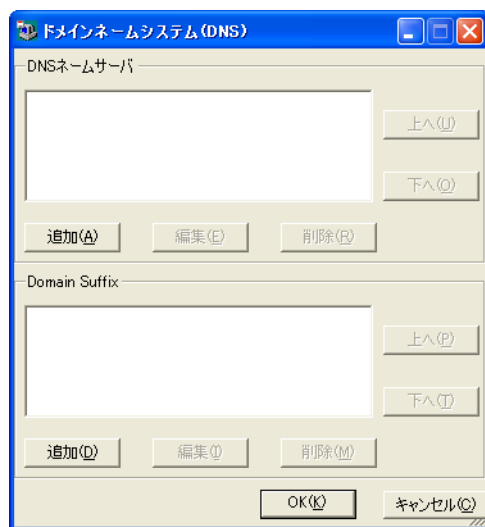 ドメインネームシステム(DNS)
DNSネームサーバ
上へ(U)
下へ(O)
追加(A) 編集(E) 削除(R)
Domain Suffix
上へ(P)
下へ(T)
追加(D) 編集(I) 削除(M)
OK(K) キャンセル(C)